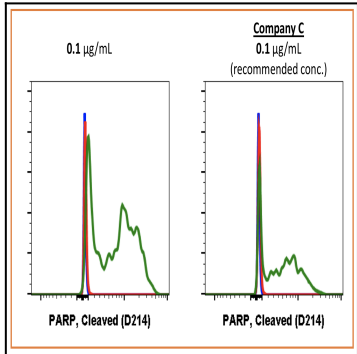 Company C
0.1 µg/mL
0.1 µg/mL
(recommended conc.)
PARP, Cleaved (D214)
PARP, Cleaved (D214)